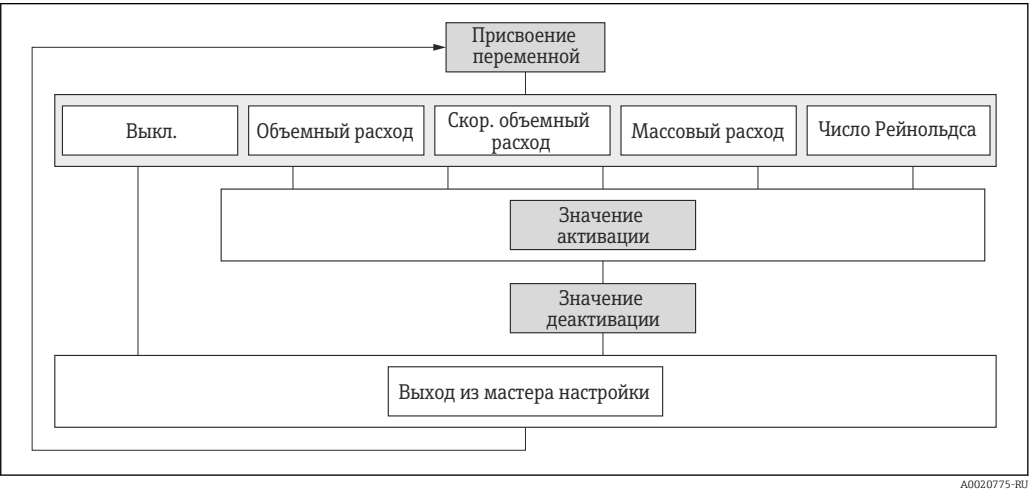 Присвоение
переменной
Выкл.
Объемный расход
Скор. объемный
расход
Массовый расход
Число Рейнольдса
Значение
активации
Значение
деактивации
Выход из мастера настройки
A0020775-RU